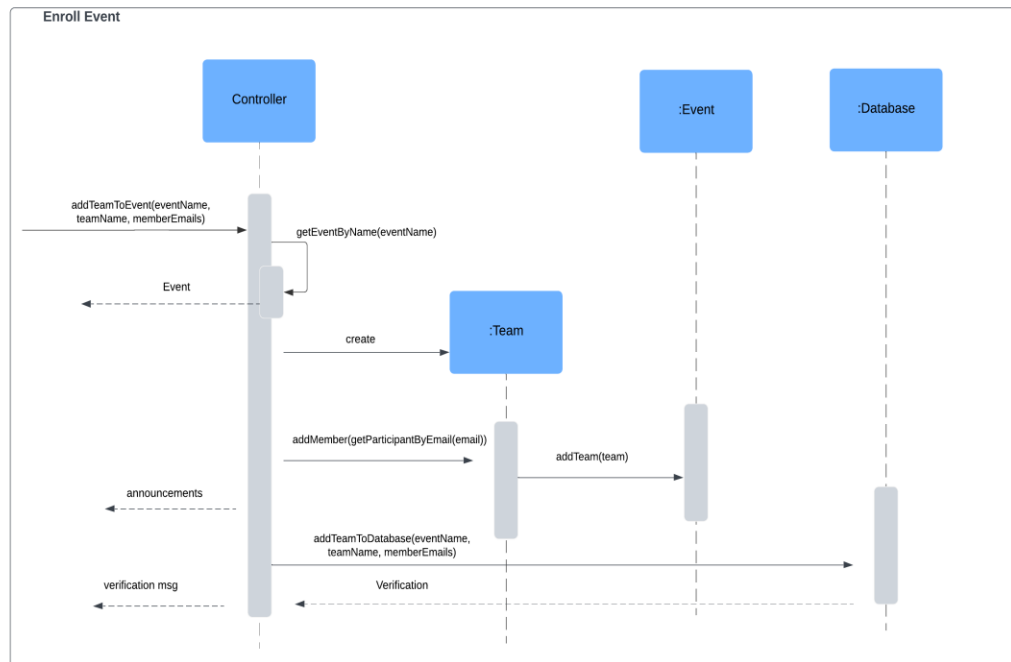 Enroll Event
Controller
:Event
:Database
addTeamToEvent(eventName,
teamName, memberEmails)
getEventByName(eventName)
Event
:Team
create
addMember(getParticipantByEmail(email))
addTeam(team)
announcements
addTeamToDatabase(eventName,
teamName, memberEmails)
verification msg
Verification